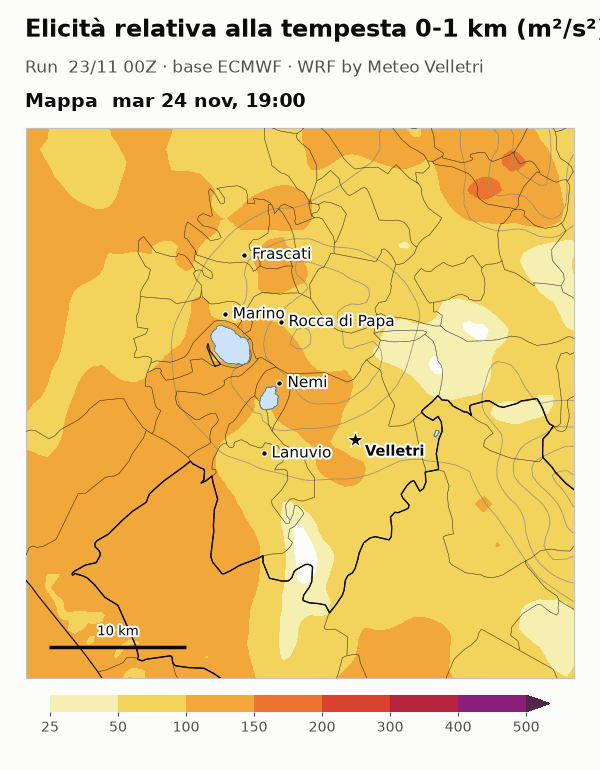 Elicità relativa alla tempesta 0-1 km (m²/s²)
Run  23/11 00Z · base ECMWF · WRF by Meteo Velletri
Mappa  mar 24 nov, 19:00
Frascati
Marino
Rocca di Papa
Nemi
Velletri
Lanuvio
10 km
25 50 100 150 200 300 400 500